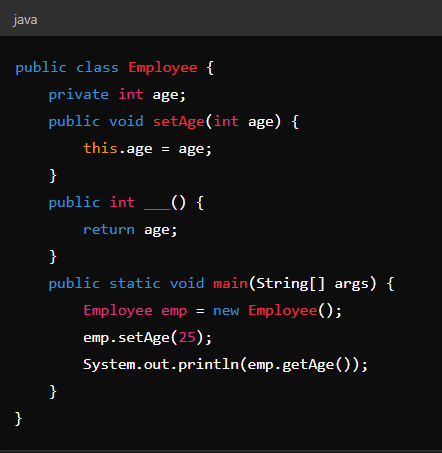 java
public class Employee {
    private int age;
    public void setAge(int age) {
        this.age = age;
    }
    public int ___() {
        return age;
    }
    public static void main(String[] args) {
        Employee emp = new Employee();
        emp.setAge(25);
        System.out.println(emp.getAge());
    }
}